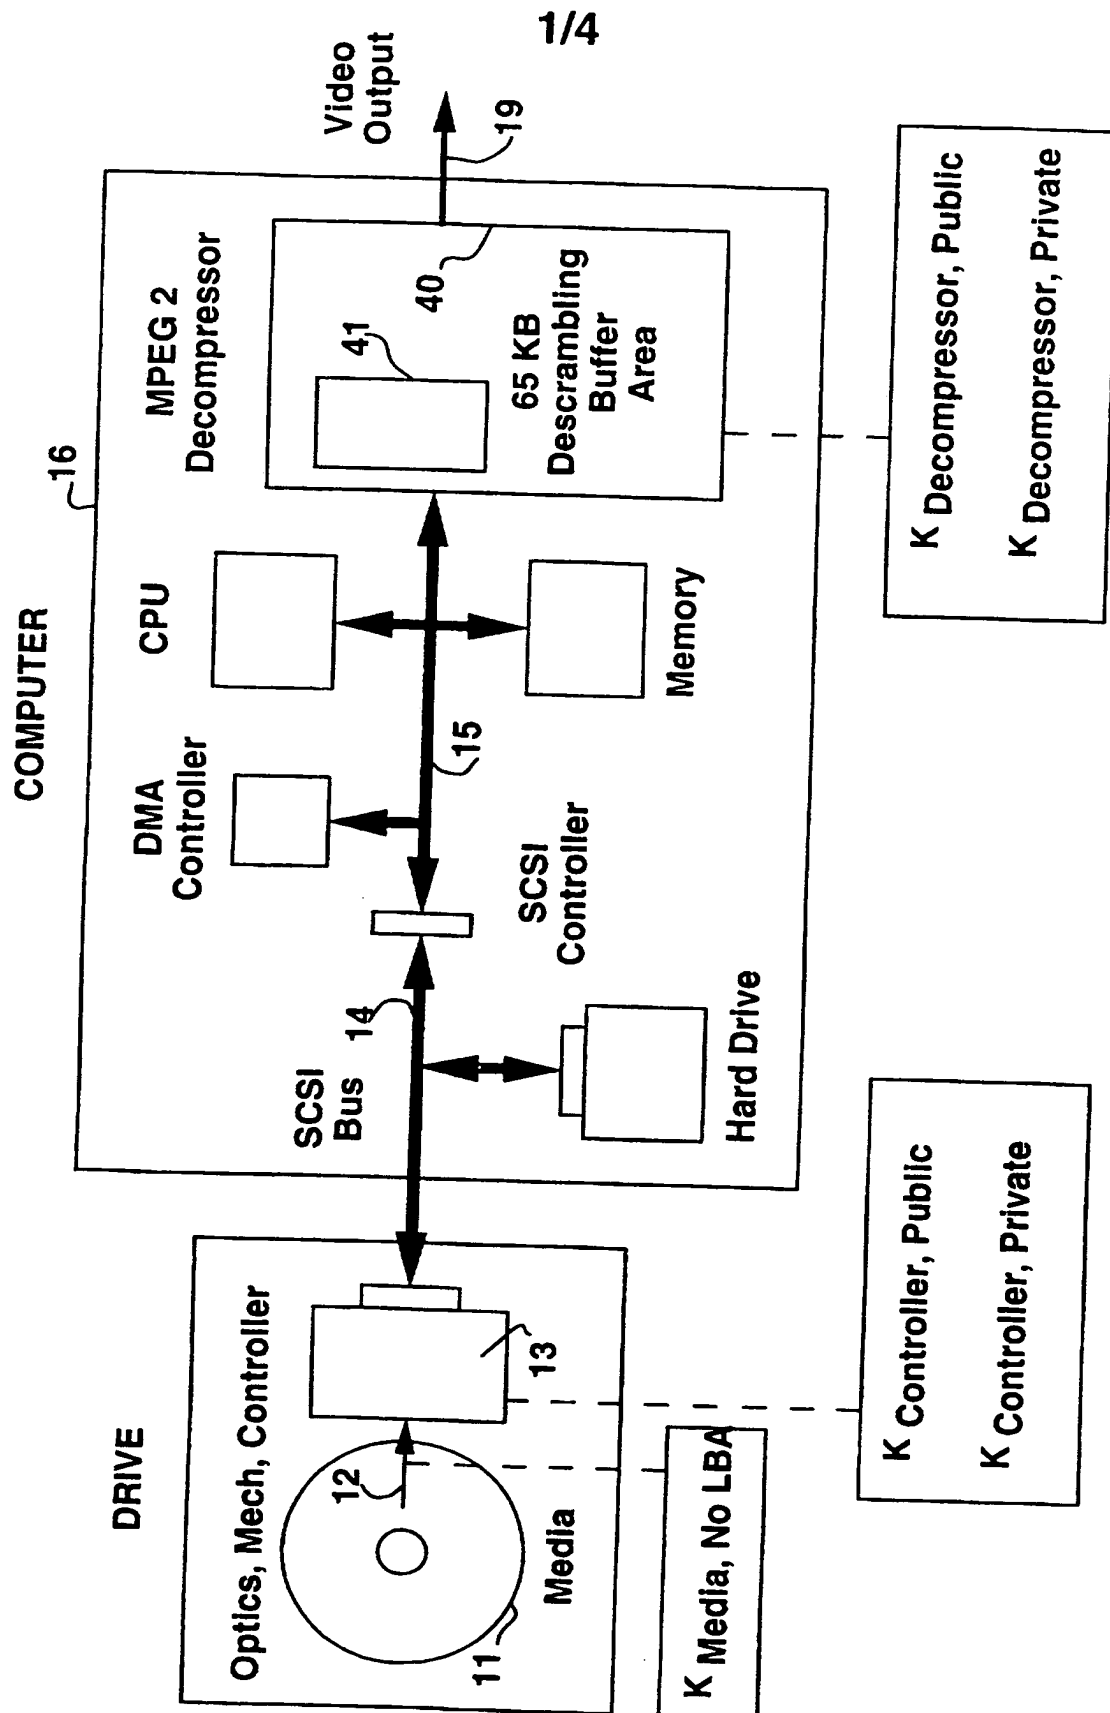 1/4
COMPUTER
16
DRIVE
Optics, Mech, Controller
11
12
13
Media
K Media, No LBA
K Controller, Public
K Controller, Private
SCSI
Bus
14
Hard Drive
SCSI
Controller
DMA
Controller
15
CPU
Memory
MPEG 2
Decompressor
41
40
65 KB
Descrambling
Buffer
Area
Video
Output
19
K Decompressor, Public
K Decompressor, Private